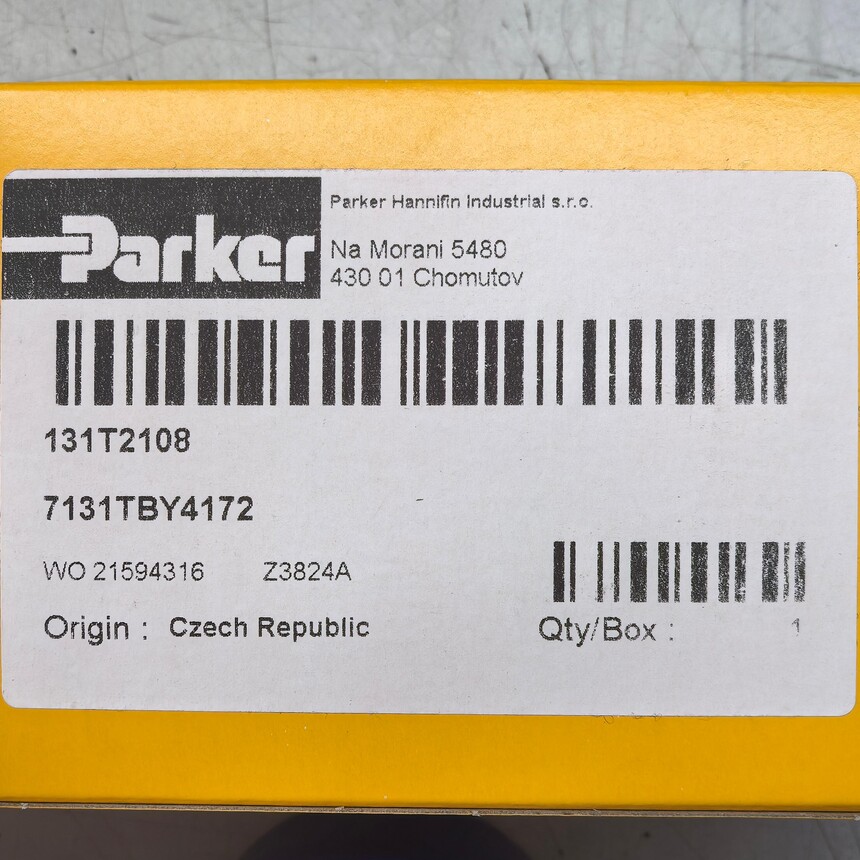 Parker
Parker Hannifin Industrial s.r.o.
Na Morani 5480
430 01 Chomutov
131T2108
7131TBY4172
WO 21594316 Z3824A
Origin : Czech Republic
Qty/Box : 1